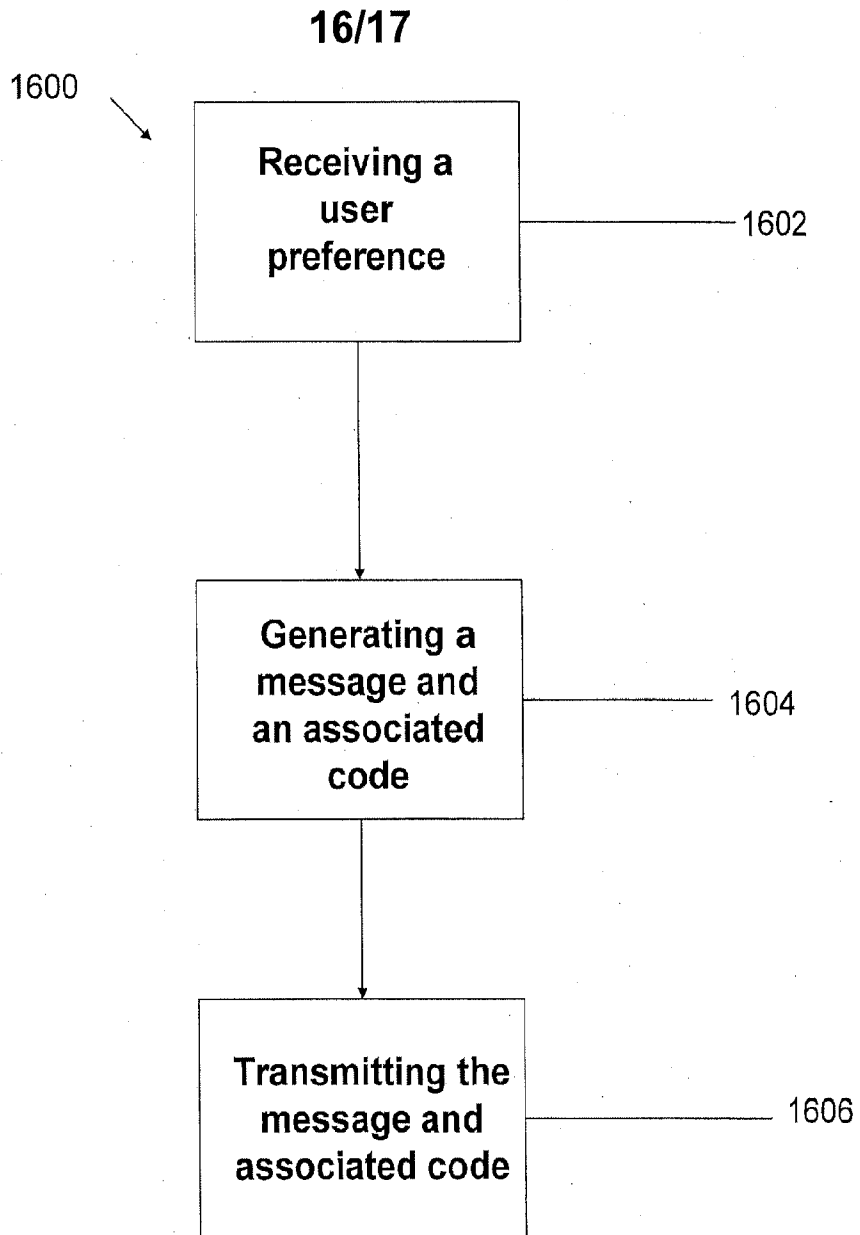 16/17
1600
Receiving a
user
preference
1602
Generating a
message and
an associated
code
1604
Transmitting the
message and
associated code
1606